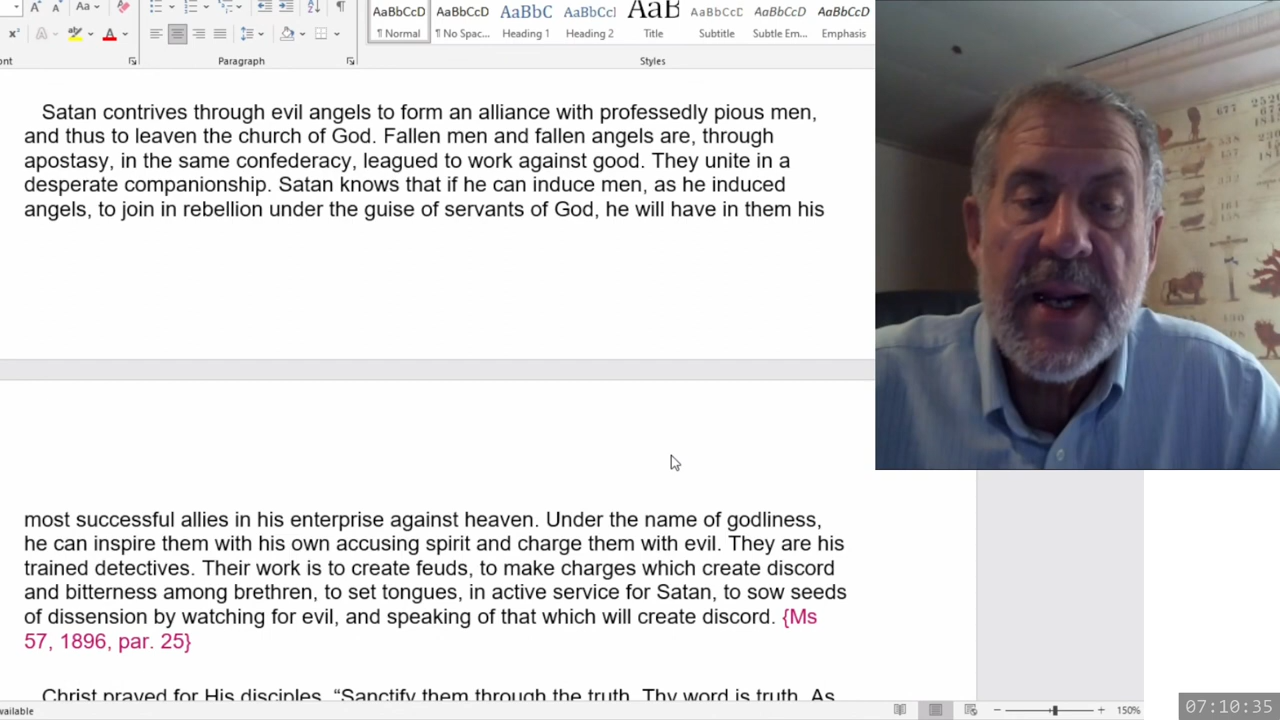 Aa
AaBbCcD AaBbCcD AaBbC AaBbCcl AaB AaBbCcD AaBbCcD AaBbCcD
¶ Normal ¶ No Spac... Heading 1 Heading 2 Title Subtitle Subtle Em... Emphasis
ont Paragraph Styles
Satan contrives through evil angels to form an alliance with professedly pious men,
and thus to leaven the church of God. Fallen men and fallen angels are, through
apostasy, in the same confederacy, leagued to work against good. They unite in a
desperate companionship. Satan knows that if he can induce men, as he induced
angels, to join in rebellion under the guise of servants of God, he will have in them his
most successful allies in his enterprise against heaven. Under the name of godliness,
he can inspire them with his own accusing spirit and charge them with evil. They are his
trained detectives. Their work is to create feuds, to make charges which create discord
and bitterness among brethren, to set tongues, in active service for Satan, to sow seeds
of dissension by watching for evil, and speaking of that which will create discord. {Ms
57, 1896, par. 25}
Christ prayed for His disciples, “Sanctify them through the truth. Thy word is truth. As
vailable
150%
07:10:35
677
2520
538